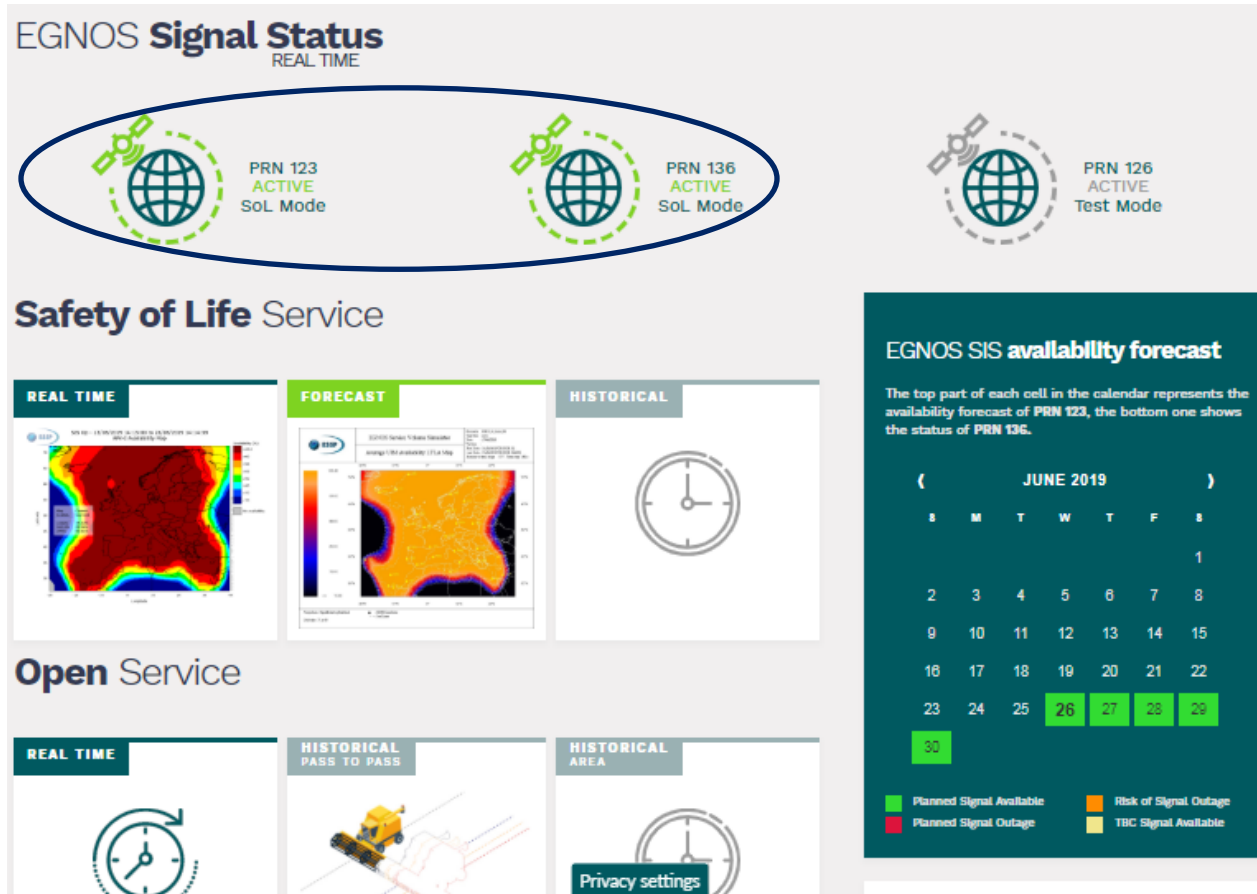 EGNOS Signal Status
REAL TIME
PRN 123
ACTIVE
SoL Mode
PRN 136
ACTIVE
SoL Mode
PRN 126
ACTIVE
Test Mode
Safety of Life Service
REAL TIME
FORECAST
HISTORICAL
EGNOS SIS availability forecast
The top part of each cell in the calendar represents the
availability forecast of PRN 123, the bottom one shows
the status of PRN 136.
JUNE 2019
S M T W T F S
1
2 3 4 5 6 7 8
9 10 11 12 13 14 15
16 17 18 19 20 21 22
23 24 25 26 27 28 29
30
Planned Signal Available
Risk of Signal Outage
Planned Signal Outage
TBC Signal Available
Open Service
REAL TIME
HISTORICAL
PASS TO PASS
HISTORICAL
AREA
Privacy settings